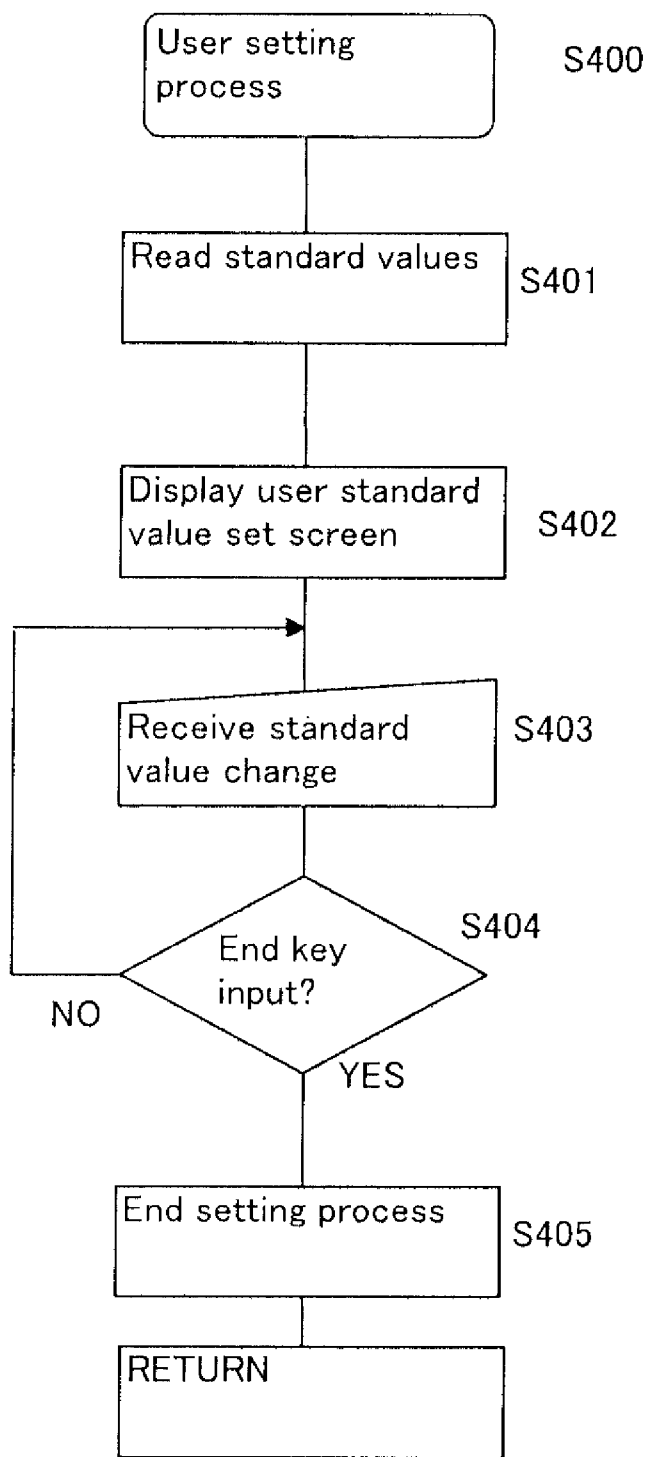 User setting
process
S400
Read standard values
S401
Display user standard
value set screen
S402
Receive standard
value change
S403
End key
input?
S404
NO
YES
End setting process
S405
RETURN